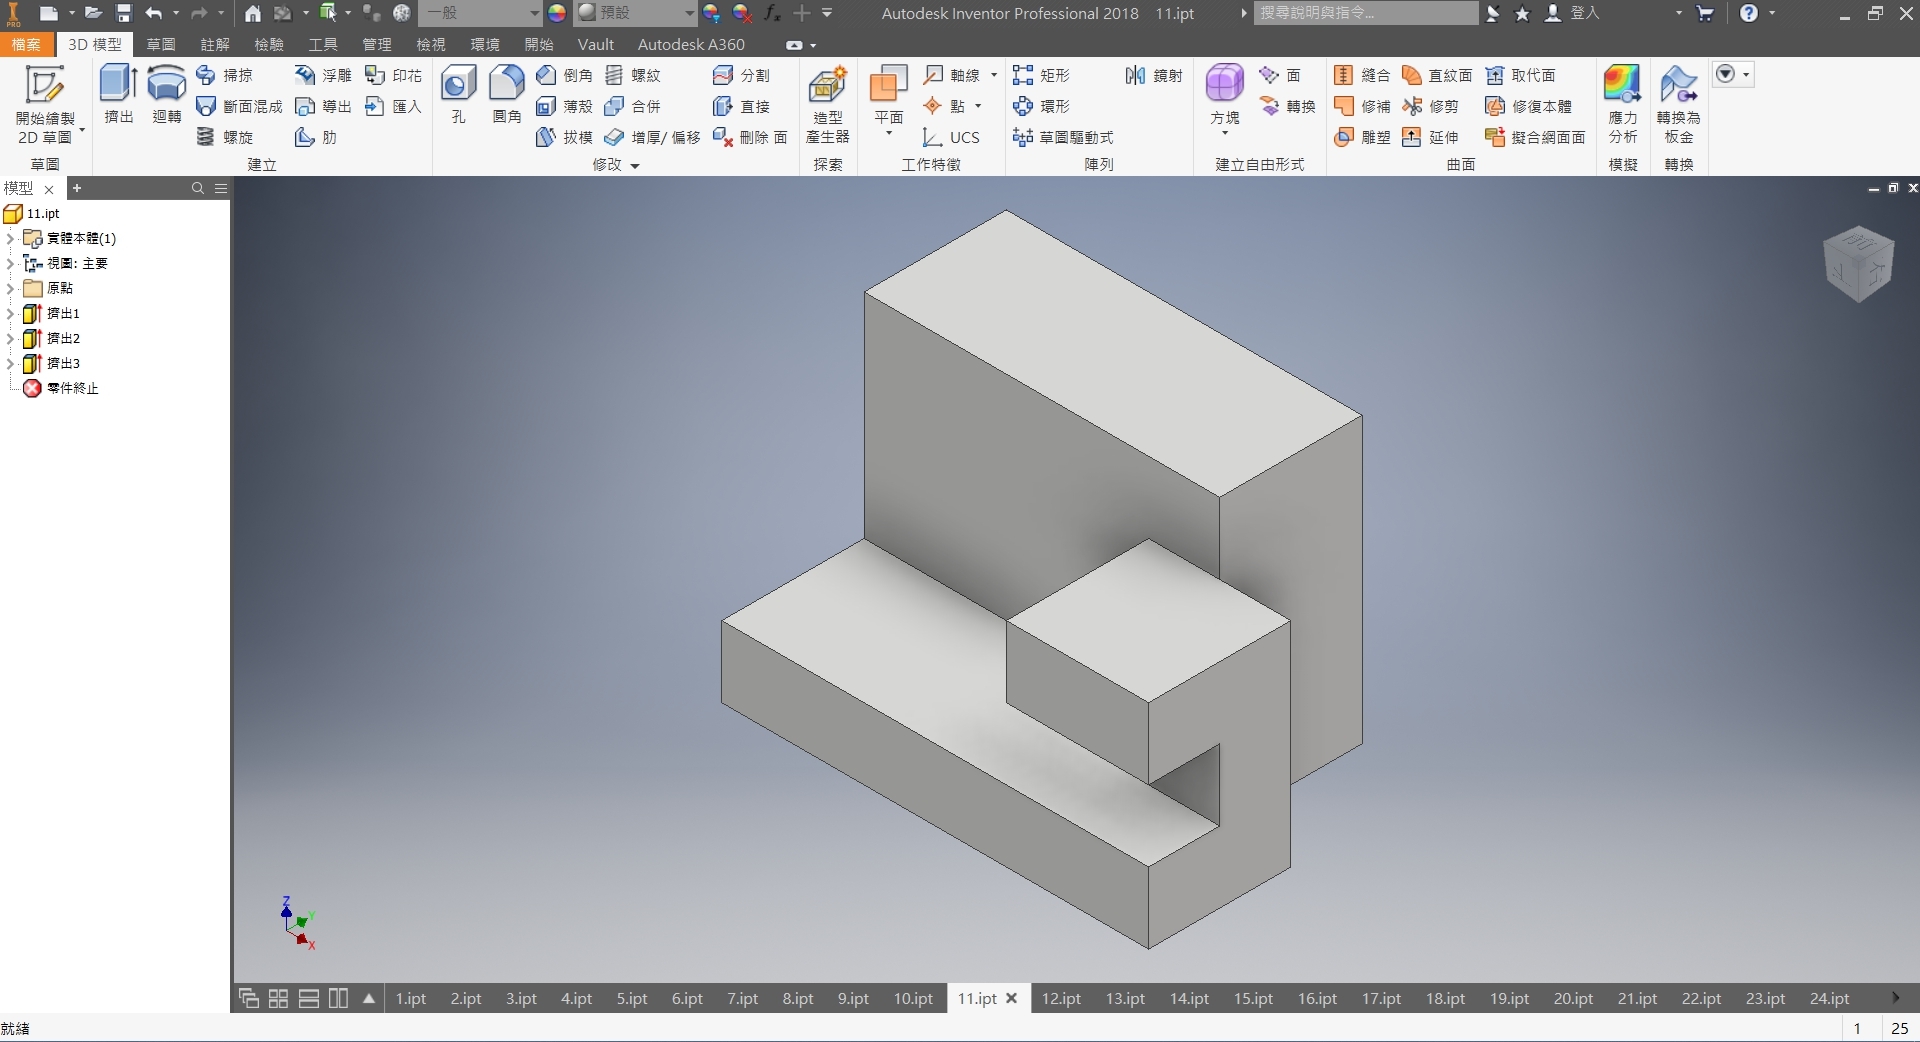 PRO
一般
預設
fx
Autodesk Inventor Professional 2018 11.ipt
搜尋說明與指令...
登入
檔案 3D 模型 草圖 註解 檢驗 工具 管理 檢視 環境 開始 Vault Autodesk A360
開始繪製
2D 草圖
草圖
擠出
迴轉
掃掠
斷面混成
螺旋
浮雕
導出
肋
印花
匯入
建立
孔
圓角
倒角
薄殼
拔模
螺紋
合併
增厚/ 偏移
分割
直接
刪除 面
修改
造型
產生器
探索
平面
軸線
點
UCS
工作特徵
矩形
環形
草圖驅動式
鏡射
陣列
方塊
面
轉換
建立自由形式
縫合
修補
雕塑
直紋面
修剪
延伸
取代面
修復本體
擬合網面面
曲面
應力
分析
模擬
轉換為
板金
轉換
模型
11.ipt
實體本體(1)
視圖: 主要
原點
擠出1
擠出2
擠出3
零件終止
Z
Y
X
1.ipt 2.ipt 3.ipt 4.ipt 5.ipt 6.ipt 7.ipt 8.ipt 9.ipt 10.ipt 11.ipt 12.ipt 13.ipt 14.ipt 15.ipt 16.ipt 17.ipt 18.ipt 19.ipt 20.ipt 21.ipt 22.ipt 23.ipt 24.ipt
就緒
1 25